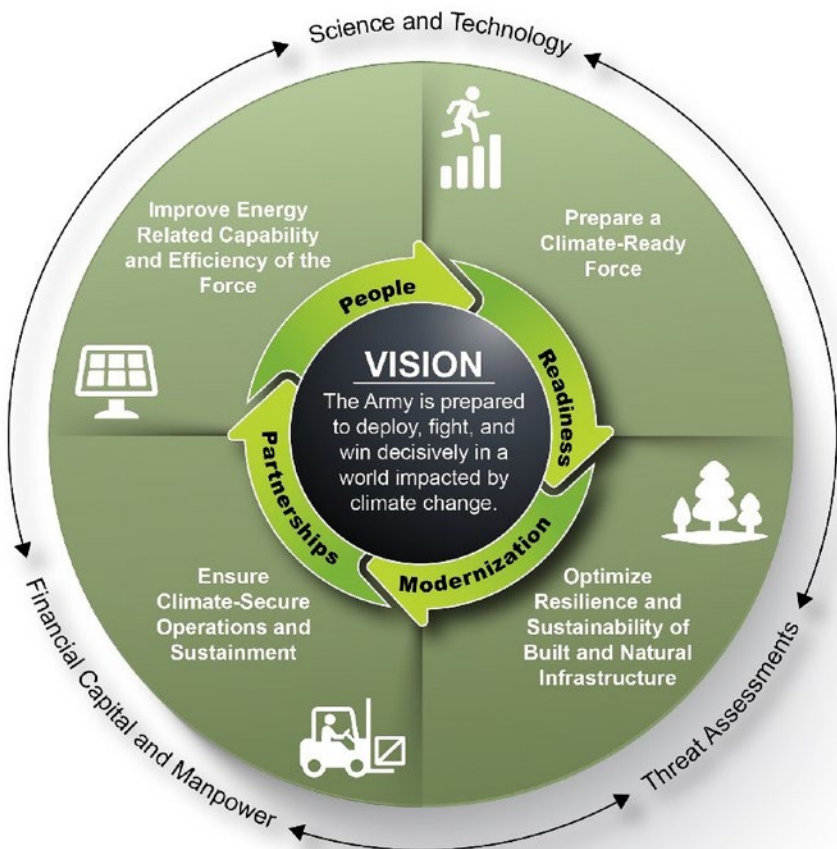 Science and Technology
Improve Energy
Related Capability
and Efficiency of the
Force
Prepare a
Climate-Ready
Force
People
Readiness
Modernization
Partnerships
VISION
The Army is prepared
to deploy, fight, and
win decisively in a
world impacted by
climate change.
Ensure
Climate-Secure
Operations and
Sustainment
Optimize
Resilience and
Sustainability of
Built and Natural
Infrastructure
Financial Capital and Manpower
Threat Assessments